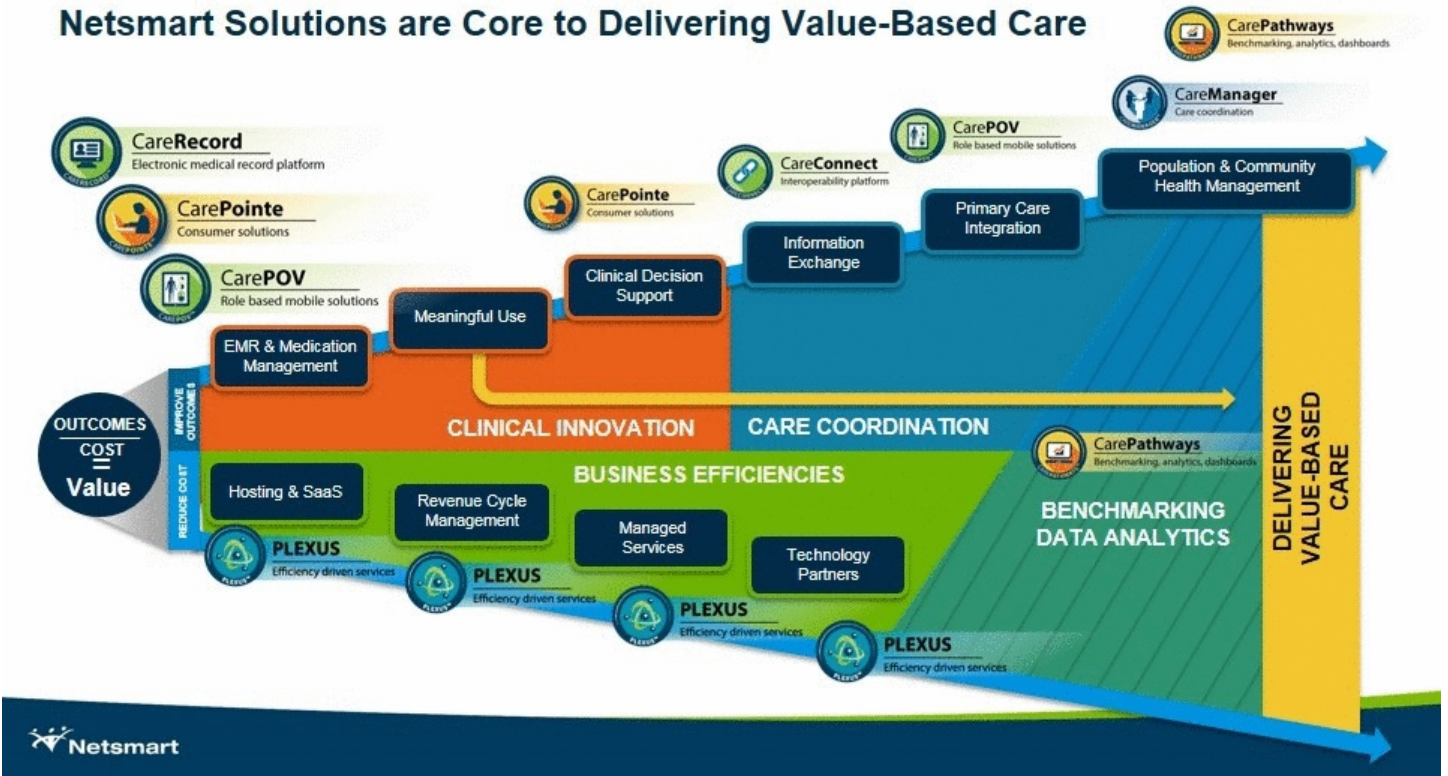 Netsmart Solutions are Core to Delivering Value-Based Care
CarePathways
Benchmarking, analytics, dashboards
CareManager
Care coordination
CareRecord
Electronic medical record platform
CarePOV
Role based mobile solutions
CareConnect
Interoperability platform
Population & Community
Health Management
CarePointe
Consumer solutions
CarePointe
Consumer solutions
Primary Care
Integration
Information
Exchange
CarePOV
Role based mobile solutions
Clinical Decision
Support
Meaningful Use
EMR & Medication
Management
OUTCOMES
COST
=
Value
IMPROVE
OUTCOMES
REDUCE COST
CLINICAL INNOVATION
CARE COORDINATION
BUSINESS EFFICIENCIES
CarePathways
Benchmarking, analytics, dashboards
BENCHMARKING
DATA ANALYTICS
DELIVERING
VALUE-BASED
CARE
Hosting & SaaS
Revenue Cycle
Management
Managed
Services
Technology
Partners
PLEXUS
Efficiency driven services
PLEXUS
Efficiency driven services
PLEXUS
Efficiency driven services
PLEXUS
Efficiency driven services
Netsmart